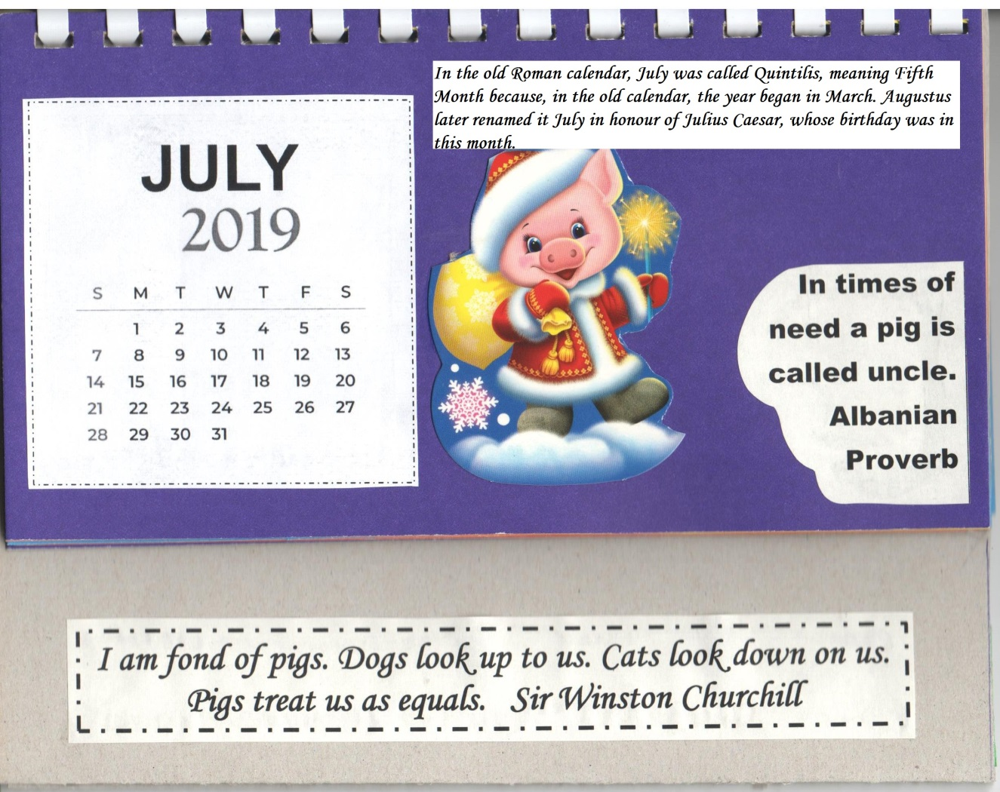 In the old Roman calendar, July was called Quintilis, meaning Fifth
Month because, in the old calendar, the year began in March. Augustus
later renamed it July in honour of Julius Caesar, whose birthday was in
this month.
JULY
2019
S M T W T F S
1 2 3 4 5 6
7 8 9 10 11 12 13
14 15 16 17 18 19 20
21 22 23 24 25 26 27
28 29 30 31
In times of
need a pig is
called uncle.
Albanian
Proverb
I am fond of pigs. Dogs look up to us. Cats look down on us.
Pigs treat us as equals. Sir Winston Churchill